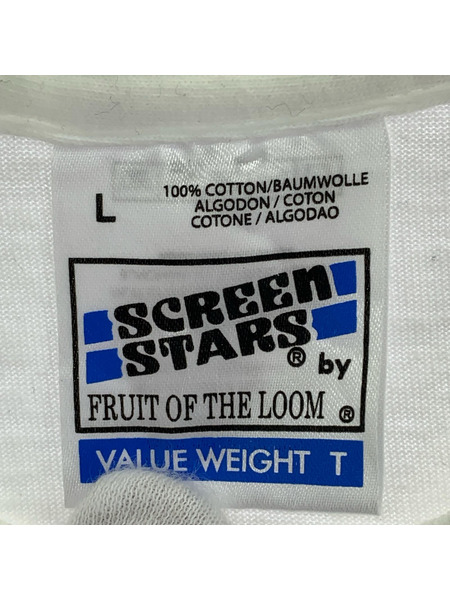 L
100% COTTON/BAUMWOLLE
ALGODON / COTON
COTONE / ALGODAO
SCREEN
STARS® by
FRUIT OF THE LOOM ®
VALUE WEIGHT T